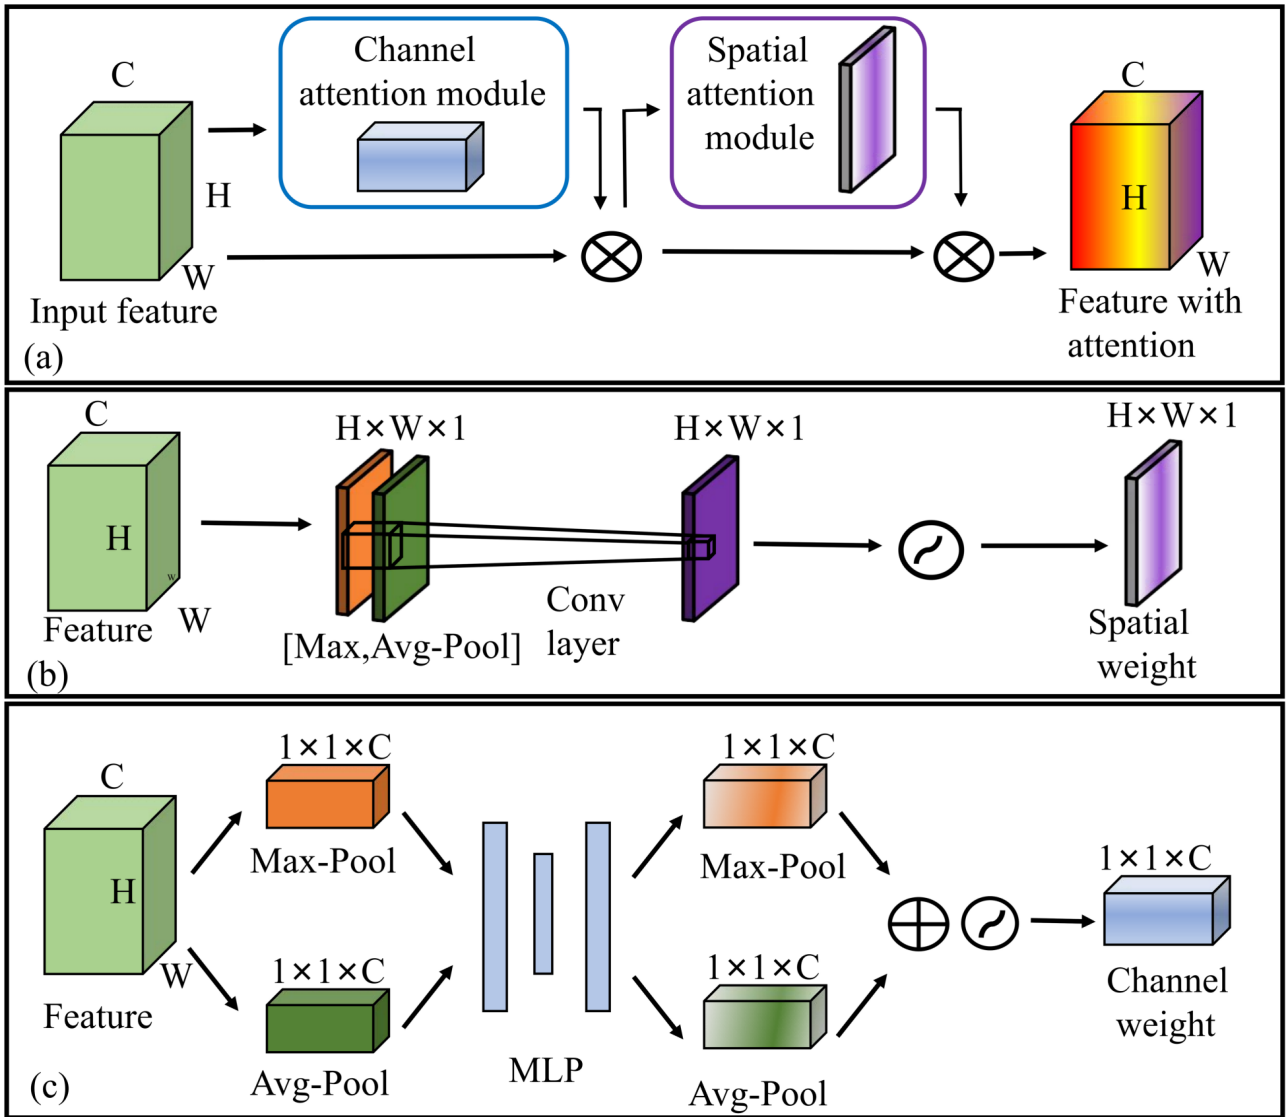 C
H
W
Input feature
(a)
Channel
attention module
Spatial
attention
module
C
H
W
Feature with
attention
C
H
w
W
Feature
(b)
H×W×1
[Max,Avg-Pool]
Conv
layer
H×W×1
H×W×1
Spatial
weight
C
H
W
Feature
(c)
1×1×C
Max-Pool
1×1×C
Avg-Pool
MLP
1×1×C
Max-Pool
1×1×C
Avg-Pool
1×1×C
Channel
weight